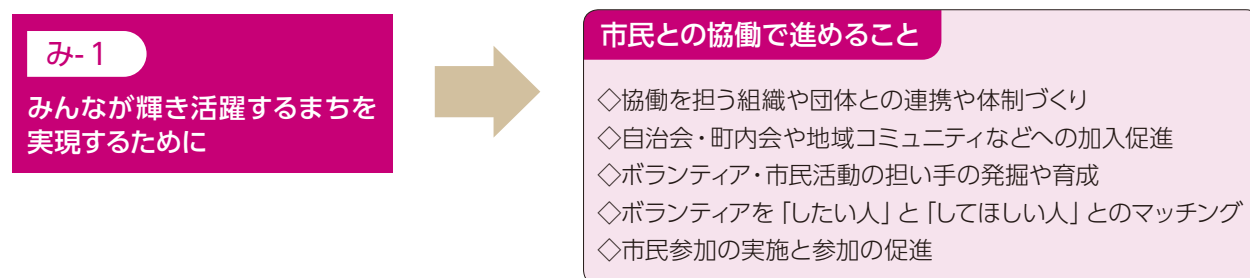 み-1
みんなが輝き活躍するまちを
実現するために
市民との協働で進めること
◇協働を担う組織や団体との連携や体制づくり
◇自治会・町内会や地域コミュニティなどへの加入促進
◇ボランティア・市民活動の担い手の発掘や育成
◇ボランティアを「したい人」と「してほしい人」とのマッチング
◇市民参加の実施と参加の促進